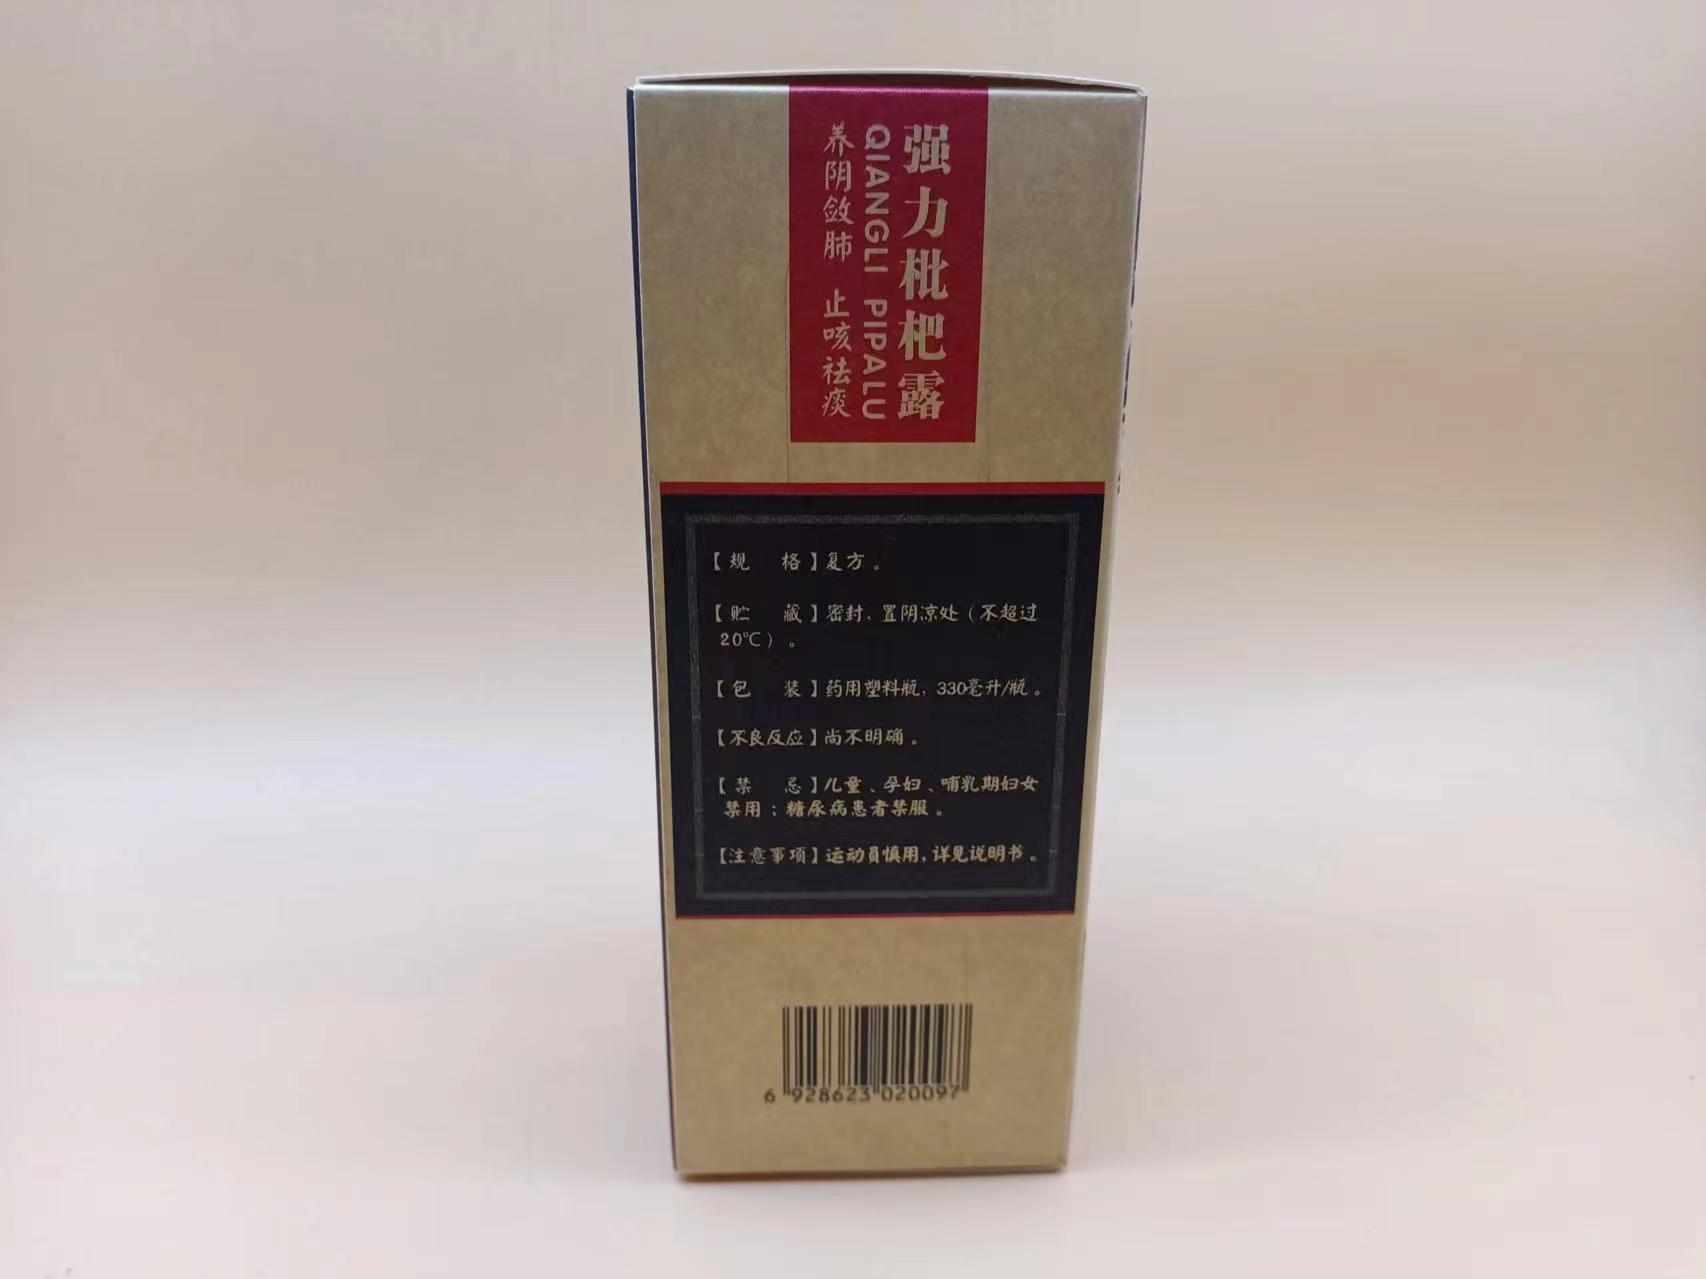 强力枇杷露
QIANGLI PIPALU
养阴敛肺 止咳祛痰
【规 格】复方。
【贮 藏】密封，置阴凉处（不超过
20℃）。
【包 装】药用塑料瓶，330毫升/瓶。
【不良反应】尚不明确。
【禁 忌】儿童、孕妇、哺乳期妇女
禁用；糖尿病患者禁服。
【注意事项】运动员慎用，详见说明书。
6 928623 020097